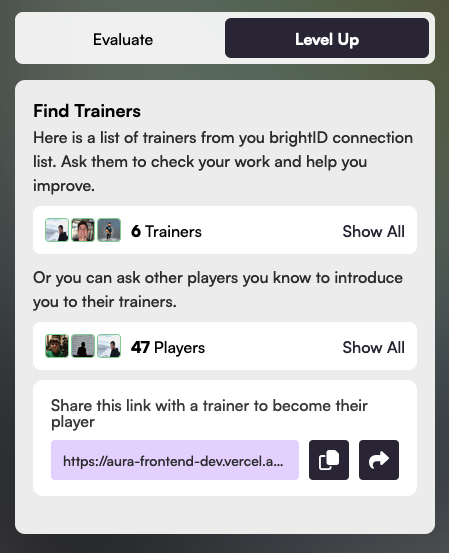 Evaluate
Level Up
Find Trainers
Here is a list of trainers from you brightID connection
list. Ask them to check your work and help you
improve.
6 Trainers
Show All
Or you can ask other players you know to introduce
you to their trainers.
47 Players
Show All
Share this link with a trainer to become their
player
https://aura-frontend-dev.vercel.a...